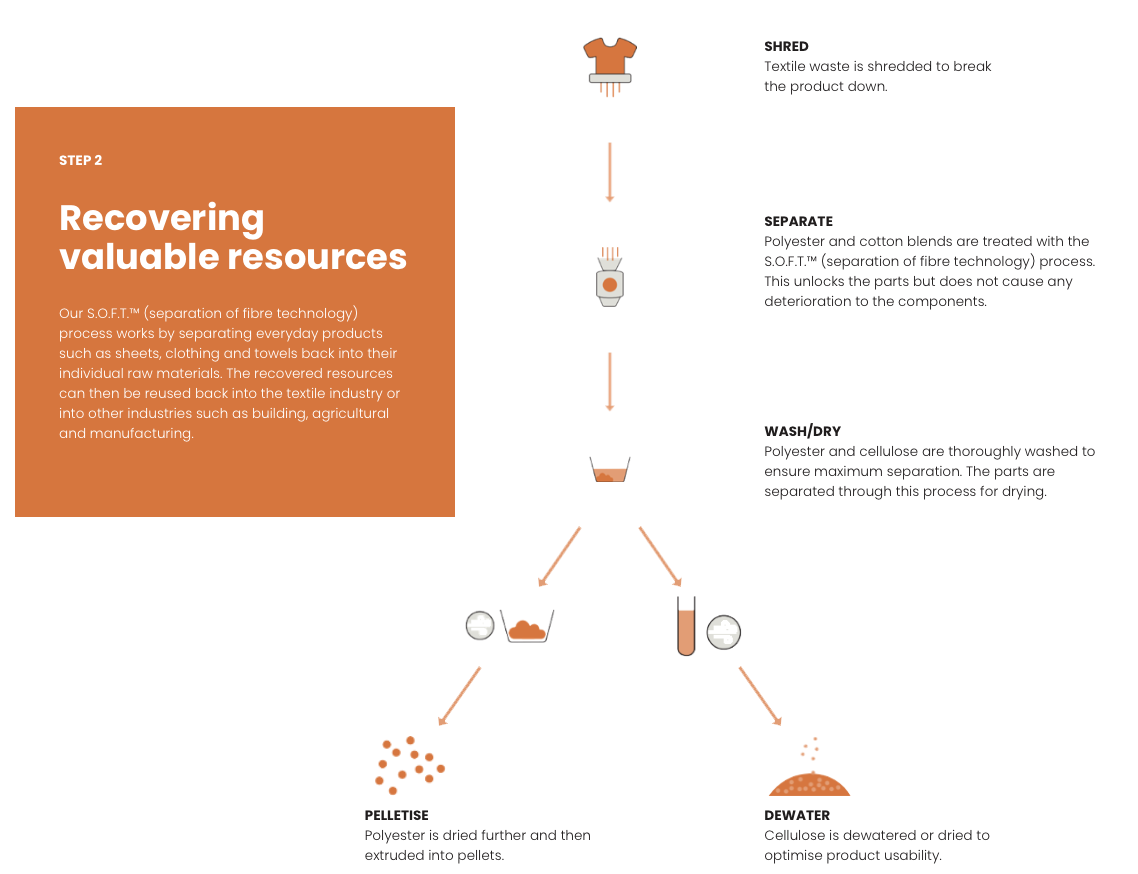 STEP 2
Recovering
valuable resources
Our S.O.F.T.™ (separation of fibre technology)
process works by separating everyday products
such as sheets, clothing and towels back into their
individual raw materials. The recovered resources
can then be reused back into the textile industry or
into other industries such as building, agricultural
and manufacturing.
SHRED
Textile waste is shredded to break
the product down.
SEPARATE
Polyester and cotton blends are treated with the
S.O.F.T.™ (separation of fibre technology) process.
This unlocks the parts but does not cause any
deterioration to the components.
WASH/DRY
Polyester and cellulose are thoroughly washed to
ensure maximum separation. The parts are
separated through this process for drying.
PELLETISE
Polyester is dried further and then
extruded into pellets.
DEWATER
Cellulose is dewatered or dried to
optimise product usability.